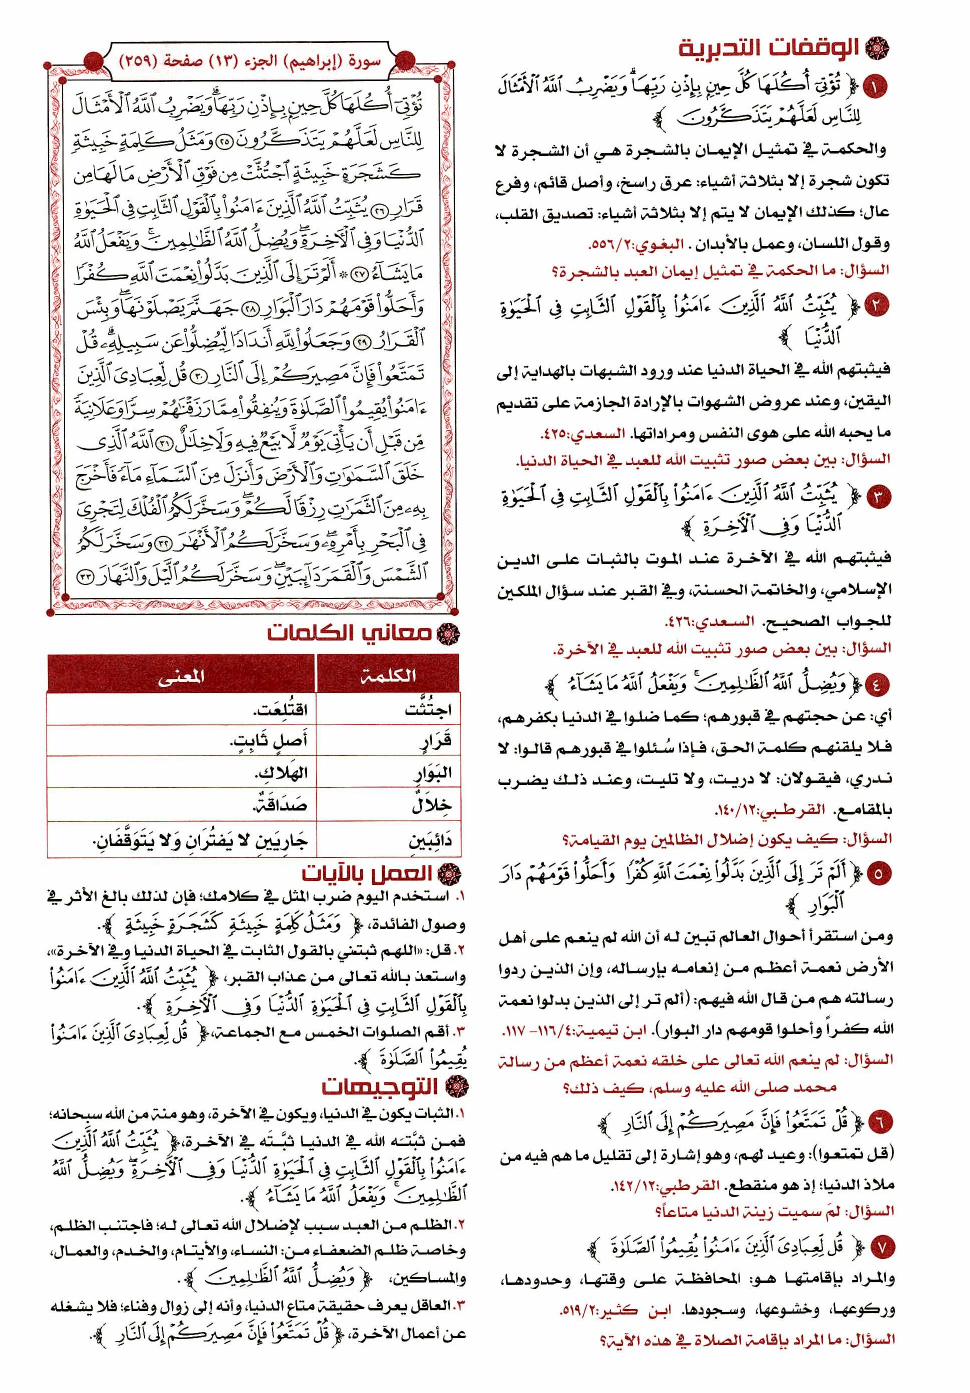 الوقفات التدبرية
١ ﴿ تُؤْتِىٓ أُكُلَهَا كُلَّ حِينٍۭ بِإِذْنِ رَبِّهَا ۗ وَيَضْرِبُ ٱللَّهُ ٱلْأَمْثَالَ
لِلنَّاسِ لَعَلَّهُمْ يَتَذَكَّرُونَ ﴾
والحكمة في تمثيل الإيمان بالشجرة هي أن الشجرة لا
تكون شجرة إلا بثلاثة أشياء: عرق راسخ، وأصل قائم، وفرع
عال؛ كذلك الإيمان لا يتم إلا بثلاثة أشياء: تصديق القلب،
وقول اللسان، وعمل بالأبدان . البغوي:٥٥٦/٢.
السؤال: ما الحكمة في تمثيل إيمان العبد بالشجرة؟
٢ ﴿ يُثَبِّتُ ٱللَّهُ ٱلَّذِينَ ءَامَنُوا۟ بِٱلْقَوْلِ ٱلثَّابِتِ فِى ٱلْحَيَوٰةِ
ٱلدُّنْيَا ﴾
فيثبتهم الله في الحياة الدنيا عند ورود الشبهات بالهداية إلى
اليقين، وعند عروض الشهوات بالإرادة الجازمة على تقديم
ما يحبه الله على هوى النفس ومراداتها. السعدي:٤٢٥.
السؤال: بين بعض صور تثبيت الله للعبد في الحياة الدنيا.
٣ ﴿ يُثَبِّتُ ٱللَّهُ ٱلَّذِينَ ءَامَنُوا۟ بِٱلْقَوْلِ ٱلثَّابِتِ فِى ٱلْحَيَوٰةِ
ٱلدُّنْيَا وَفِى ٱلْءَاخِرَةِ ﴾
فيثبتهم الله في الآخرة عند الموت بالثبات على الدين
الإسلامي، والخاتمة الحسنة، وفي القبر عند سؤال الملكين
للجواب الصحيح. السعدي:٤٢٦.
السؤال: بين بعض صور تثبيت الله للعبد في الآخرة.
٤ ﴿ وَيُضِلُّ ٱللَّهُ ٱلظَّٰلِمِينَ ۚ وَيَفْعَلُ ٱللَّهُ مَا يَشَآءُ ﴾
أي: عن حجتهم في قبورهم؛ كما ضلوا في الدنيا بكفرهم،
فلا يلقنهم كلمة الحق، فإذا سُئلوا في قبورهم قالوا: لا
ندري، فيقولان: لا دريت، ولا تليت، وعند ذلك يضرب
بالمقامع. القرطبي:١٤٠/١٢.
السؤال: كيف يكون إضلال الظالمين يوم القيامة؟
٥ ﴿ أَلَمْ تَرَ إِلَى ٱلَّذِينَ بَدَّلُوا۟ نِعْمَتَ ٱللَّهِ كُفْرًا وَأَحَلُّوا۟ قَوْمَهُمْ دَارَ
ٱلْبَوَارِ ﴾
ومن استقرأ أحوال العالم تبين له أن الله لم ينعم على أهل
الأرض نعمة أعظم من إنعامه بإرساله، وإن الذين ردوا
رسالته هم من قال الله فيهم: (ألم تر إلى الذين بدلوا نعمة
الله كفراً وأحلوا قومهم دار البوار). ابن تيمية:١١٦/٤- ١١٧.
السؤال: لم ينعم الله تعالى على خلقه نعمة أعظم من رسالة
محمد صلى الله عليه وسلم، كيف ذلك؟
٦ ﴿ قُلْ تَمَتَّعُوا۟ فَإِنَّ مَصِيرَكُمْ إِلَى ٱلنَّارِ ﴾
(قل تمتعوا): وعيد لهم، وهو إشارة إلى تقليل ما هم فيه من
ملاذ الدنيا؛ إذ هو منقطع. القرطبي:١٤٢/١٢.
السؤال: لمَ سميت زينة الدنيا متاعاً؟
٧ ﴿ قُل لِّعِبَادِىَ ٱلَّذِينَ ءَامَنُوا۟ يُقِيمُوا۟ ٱلصَّلَوٰةَ ﴾
والمراد بإقامتها هو: المحافظة على وقتها، وحدودها،
وركوعها، وخشوعها، وسجودها. ابن كثير:٥١٩/٢.
السؤال: ما المراد بإقامة الصلاة في هذه الآية؟
سورة (إبراهيم) الجزء (١٣) صفحة (٢٥٩)
تُؤْتِىٓ أُكُلَهَا كُلَّ حِينٍۭ بِإِذْنِ رَبِّهَا ۗ وَيَضْرِبُ ٱللَّهُ ٱلْأَمْثَالَ
لِلنَّاسِ لَعَلَّهُمْ يَتَذَكَّرُونَ ٢٥ وَمَثَلُ كَلِمَةٍ خَبِيثَةٍ
كَشَجَرَةٍ خَبِيثَةٍ ٱجْتُثَّتْ مِن فَوْقِ ٱلْأَرْضِ مَا لَهَا مِن
قَرَارٍ ٢٦ يُثَبِّتُ ٱللَّهُ ٱلَّذِينَ ءَامَنُوا۟ بِٱلْقَوْلِ ٱلثَّابِتِ فِى ٱلْحَيَوٰةِ
ٱلدُّنْيَا وَفِى ٱلْءَاخِرَةِ ۖ وَيُضِلُّ ٱللَّهُ ٱلظَّٰلِمِينَ ۚ وَيَفْعَلُ ٱللَّهُ
مَا يَشَآءُ ٢٧ ۞ أَلَمْ تَرَ إِلَى ٱلَّذِينَ بَدَّلُوا۟ نِعْمَتَ ٱللَّهِ كُفْرًا
وَأَحَلُّوا۟ قَوْمَهُمْ دَارَ ٱلْبَوَارِ ٢٨ جَهَنَّمَ يَصْلَوْنَهَا ۖ وَبِئْسَ
ٱلْقَرَارُ ٢٩ وَجَعَلُوا۟ لِلَّهِ أَندَادًا لِّيُضِلُّوا۟ عَن سَبِيلِهِۦ ۗ قُلْ
تَمَتَّعُوا۟ فَإِنَّ مَصِيرَكُمْ إِلَى ٱلنَّارِ ٣٠ قُل لِّعِبَادِىَ ٱلَّذِينَ
ءَامَنُوا۟ يُقِيمُوا۟ ٱلصَّلَوٰةَ وَيُنفِقُوا۟ مِمَّا رَزَقْنَٰهُمْ سِرًّا وَعَلَانِيَةً
مِّن قَبْلِ أَن يَأْتِىَ يَوْمٌ لَّا بَيْعٌ فِيهِ وَلَا خِلَٰلٌ ٣١ ٱللَّهُ ٱلَّذِى
خَلَقَ ٱلسَّمَٰوَٰتِ وَٱلْأَرْضَ وَأَنزَلَ مِنَ ٱلسَّمَآءِ مَآءً فَأَخْرَجَ
بِهِۦ مِنَ ٱلثَّمَرَٰتِ رِزْقًا لَّكُمْ ۖ وَسَخَّرَ لَكُمُ ٱلْفُلْكَ لِتَجْرِىَ
فِى ٱلْبَحْرِ بِأَمْرِهِۦ ۖ وَسَخَّرَ لَكُمُ ٱلْأَنْهَٰرَ ٣٢ وَسَخَّرَ لَكُمُ
ٱلشَّمْسَ وَٱلْقَمَرَ دَآئِبَيْنِ ۖ وَسَخَّرَ لَكُمُ ٱلَّيْلَ وَٱلنَّهَارَ ٣٣
معاني الكلمات
الكلمة المعنى
اجتُثَّت اقتُلِعَت.
قَرَارٍ أَصلٍ ثَابِتٍ.
البَوَارِ الهَلاك.
خِلَالٌ صَدَاقَةٌ.
دَائِبَينِ جَارِيَينِ لا يَفتُرَانِ وَلا يَتَوَقَّفَانِ.
العمل بالآيات
١. استخدم اليوم ضرب المثل في كلامك؛ فإن لذلك بالغ الأثر في
وصول الفائدة، ﴿ وَمَثَلُ كَلِمَةٍ خَبِيثَةٍ كَشَجَرَةٍ خَبِيثَةٍ ﴾.
٢. قل: «اللهم ثبتني بالقول الثابت في الحياة الدنيا وفي الآخرة»،
واستعذ بالله تعالى من عذاب القبر، ﴿ يُثَبِّتُ ٱللَّهُ ٱلَّذِينَ ءَامَنُوا۟
بِٱلْقَوْلِ ٱلثَّابِتِ فِى ٱلْحَيَوٰةِ ٱلدُّنْيَا وَفِى ٱلْءَاخِرَةِ ﴾.
٣. أقم الصلوات الخمس مع الجماعة، ﴿ قُل لِّعِبَادِىَ ٱلَّذِينَ ءَامَنُوا۟
يُقِيمُوا۟ ٱلصَّلَوٰةَ ﴾.
التوجيهات
١. الثبات يكون في الدنيا، ويكون في الآخرة، وهو منة من الله سبحانه؛
فمن ثبَّتَه الله في الدنيا ثبَّتَه في الآخرة، ﴿ يُثَبِّتُ ٱللَّهُ ٱلَّذِينَ
ءَامَنُوا۟ بِٱلْقَوْلِ ٱلثَّابِتِ فِى ٱلْحَيَوٰةِ ٱلدُّنْيَا وَفِى ٱلْءَاخِرَةِ ۖ وَيُضِلُّ ٱللَّهُ
ٱلظَّٰلِمِينَ ۚ وَيَفْعَلُ ٱللَّهُ مَا يَشَآءُ ﴾.
٢. الظلم من العبد سبب لإضلال الله تعالى له؛ فاجتنب الظلم،
وخاصة ظلم الضعفاء من: النساء، والأيتام، والخدم، والعمال،
والمساكين، ﴿ وَيُضِلُّ ٱللَّهُ ٱلظَّٰلِمِينَ ﴾.
٣. العاقل يعرف حقيقة متاع الدنيا، وأنه إلى زوال وفناء؛ فلا يشغله
عن أعمال الآخرة، ﴿ قُلْ تَمَتَّعُوا۟ فَإِنَّ مَصِيرَكُمْ إِلَى ٱلنَّارِ ﴾.